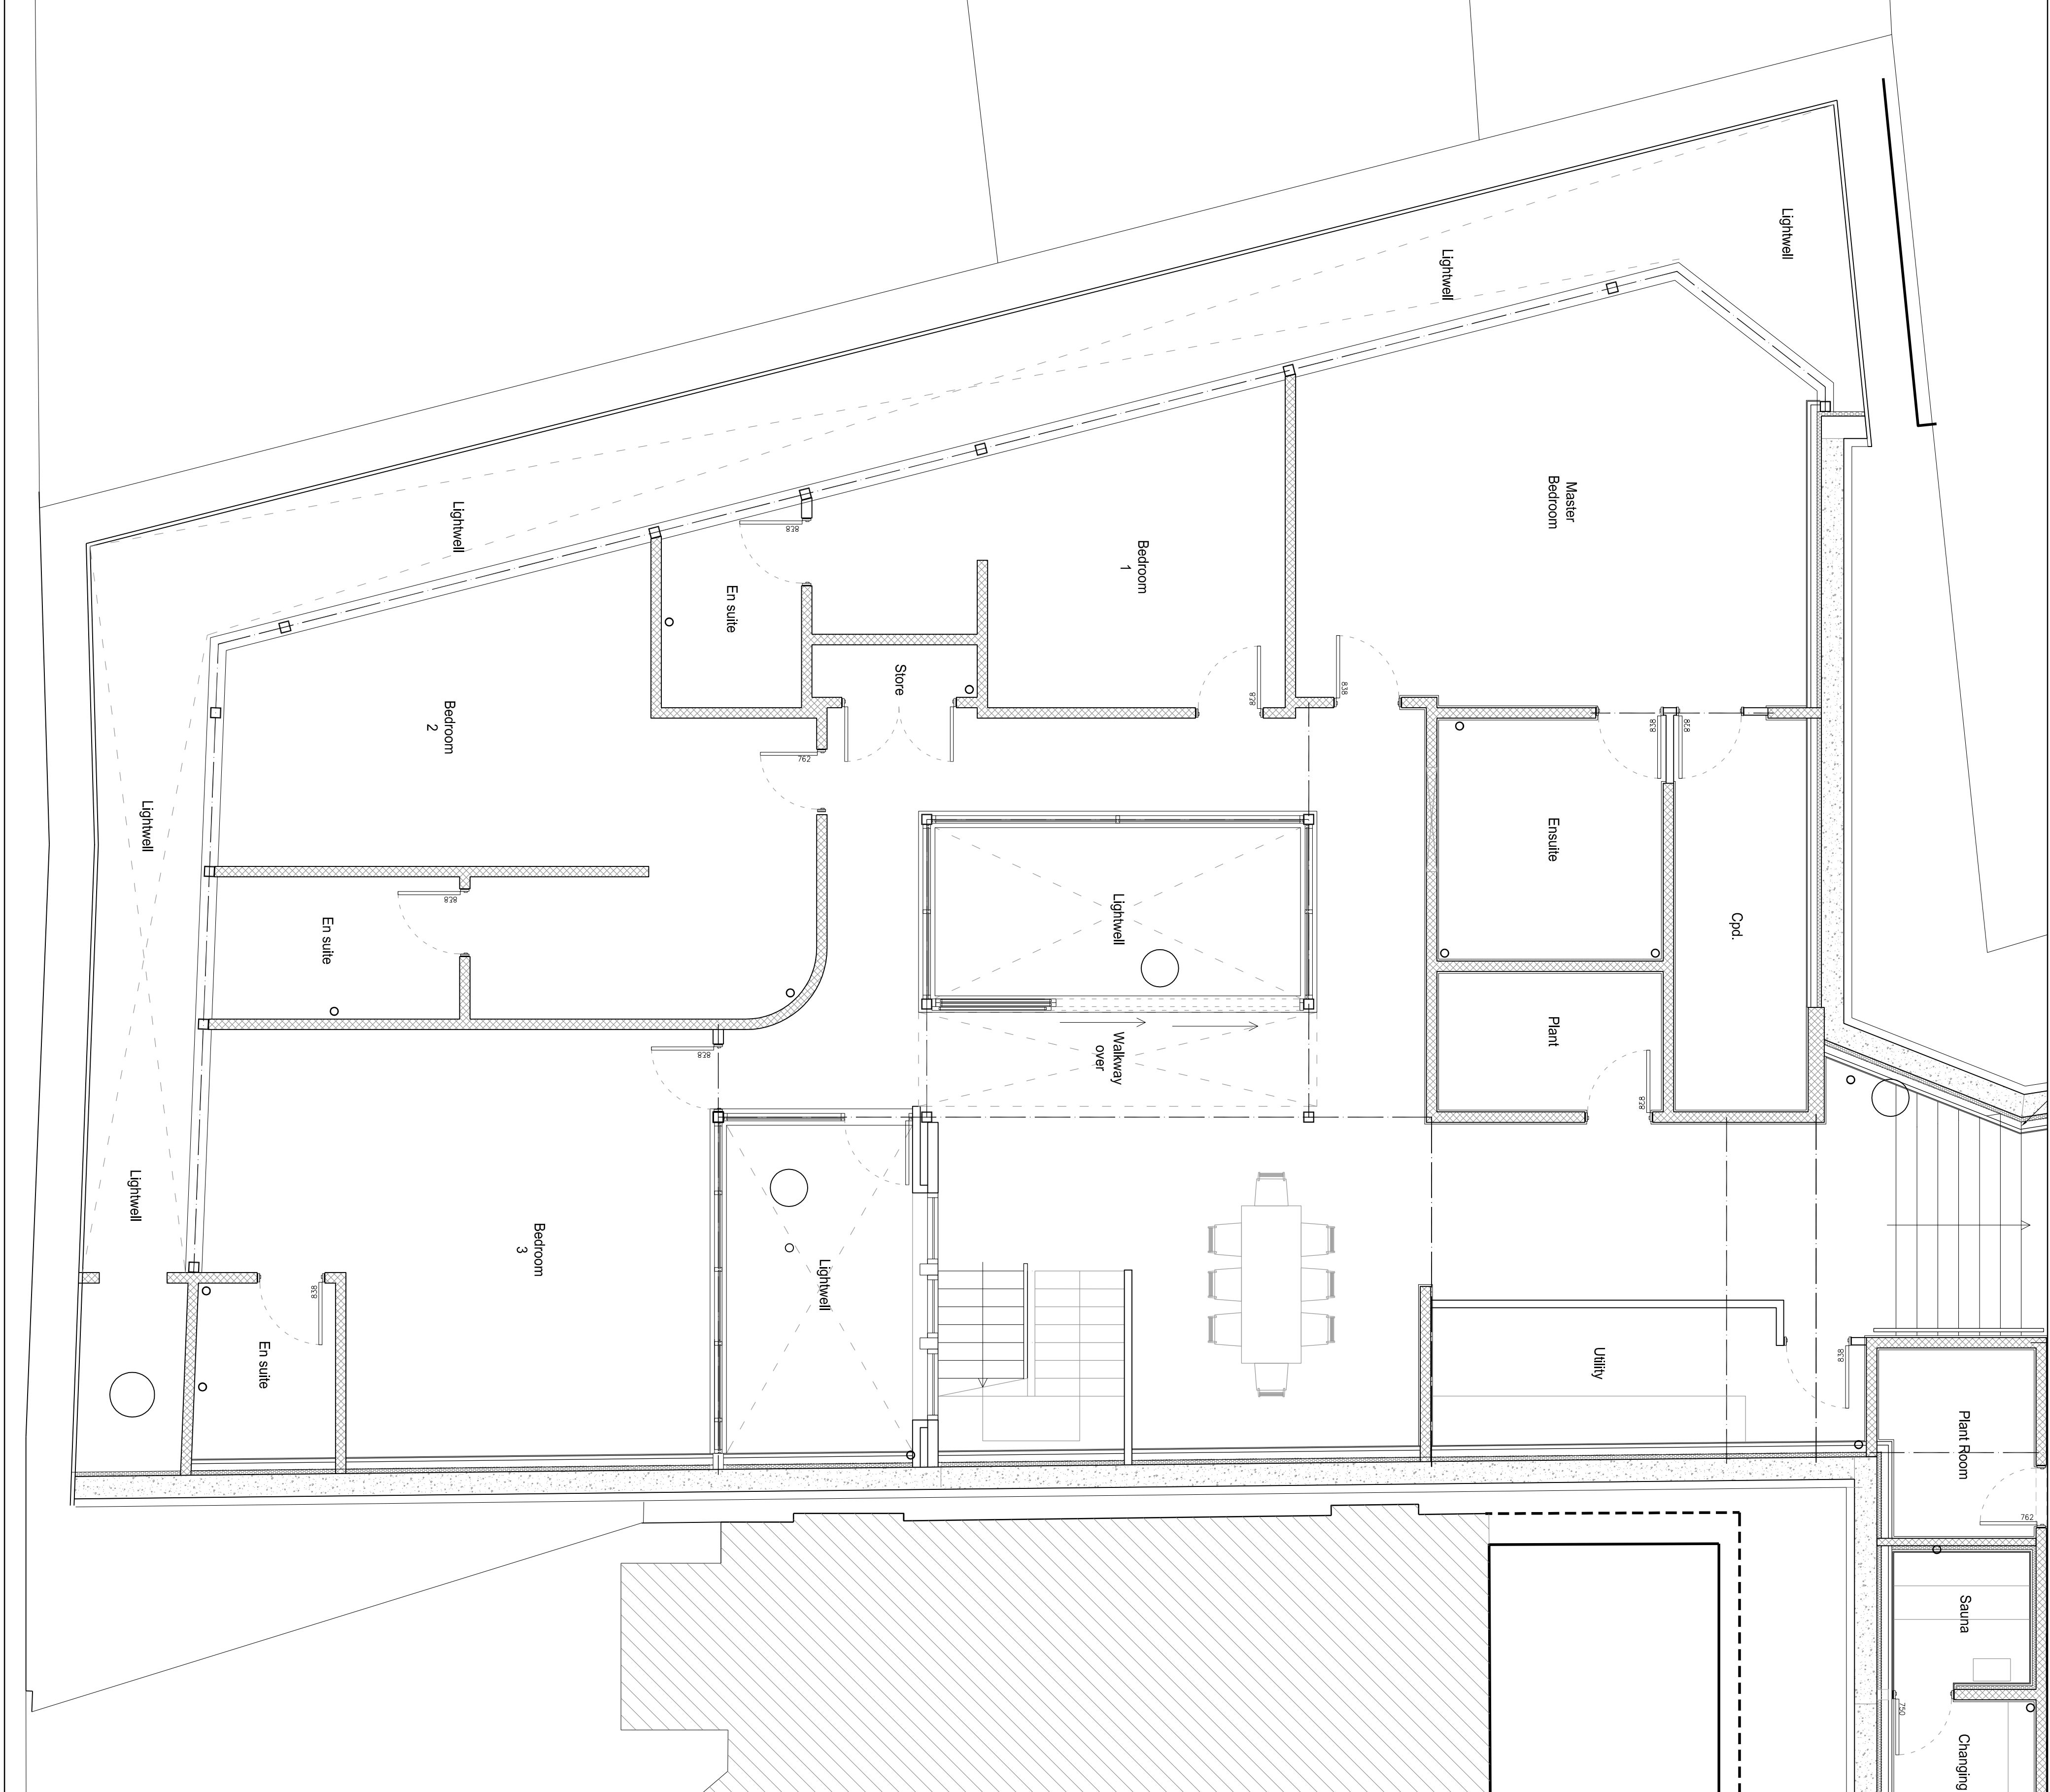 Lightwell
Lightwell
Master
Bedroom
Lightwell
838
Bedroom
1
En suite
Store
838
838
Bedroom
2
838
838
762
Lightwell
Ensuite
Cpd.
838
Lightwell
En suite
Plant
Walkway
over
838
838
Lightwell
Bedroom
3
Lightwell
838
En suite
Utility
838
Plant Room
762
Sauna
750
Changing